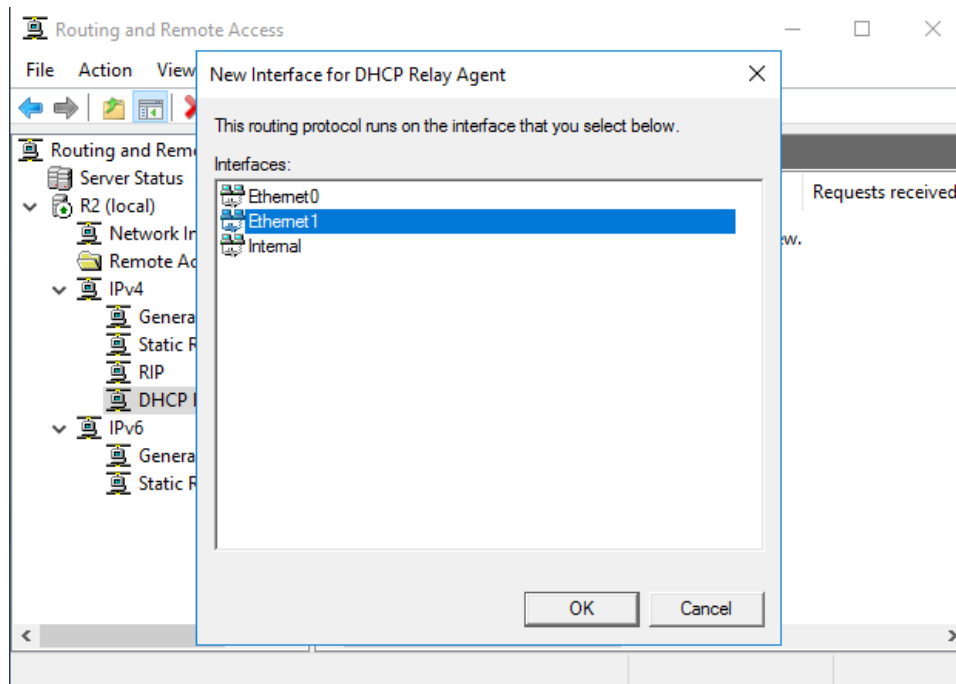 Routing and Remote Access
File Action View
New Interface for DHCP Relay Agent
This routing protocol runs on the interface that you select below.
Interfaces:
Ethernet0
Ethernet1
Internal
OK Cancel
Routing and Rem
Server Status
R2 (local)
Network In
Remote Ac
IPv4
Genera
Static R
RIP
DHCP
IPv6
Genera
Static R
Requests received
ew.